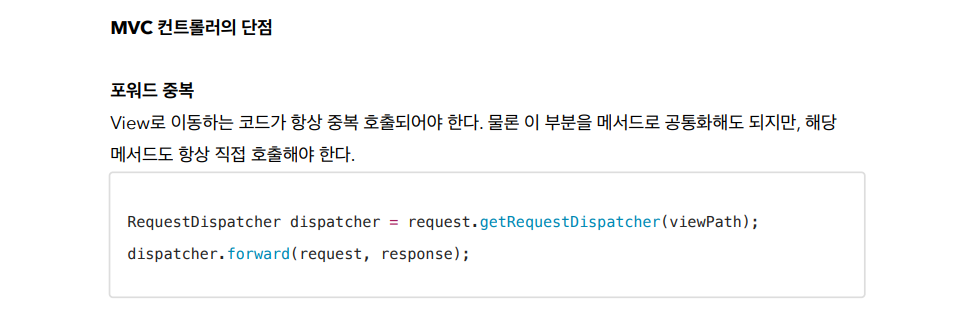 MVC 컨트롤러의 단점
포워드 중복
View로 이동하는 코드가 항상 중복 호출되어야 한다. 물론 이 부분을 메서드로 공통화해도 되지만, 해당
메서드도 항상 직접 호출해야 한다.
RequestDispatcher dispatcher = request.getRequestDispatcher(viewPath);
dispatcher.forward(request, response);